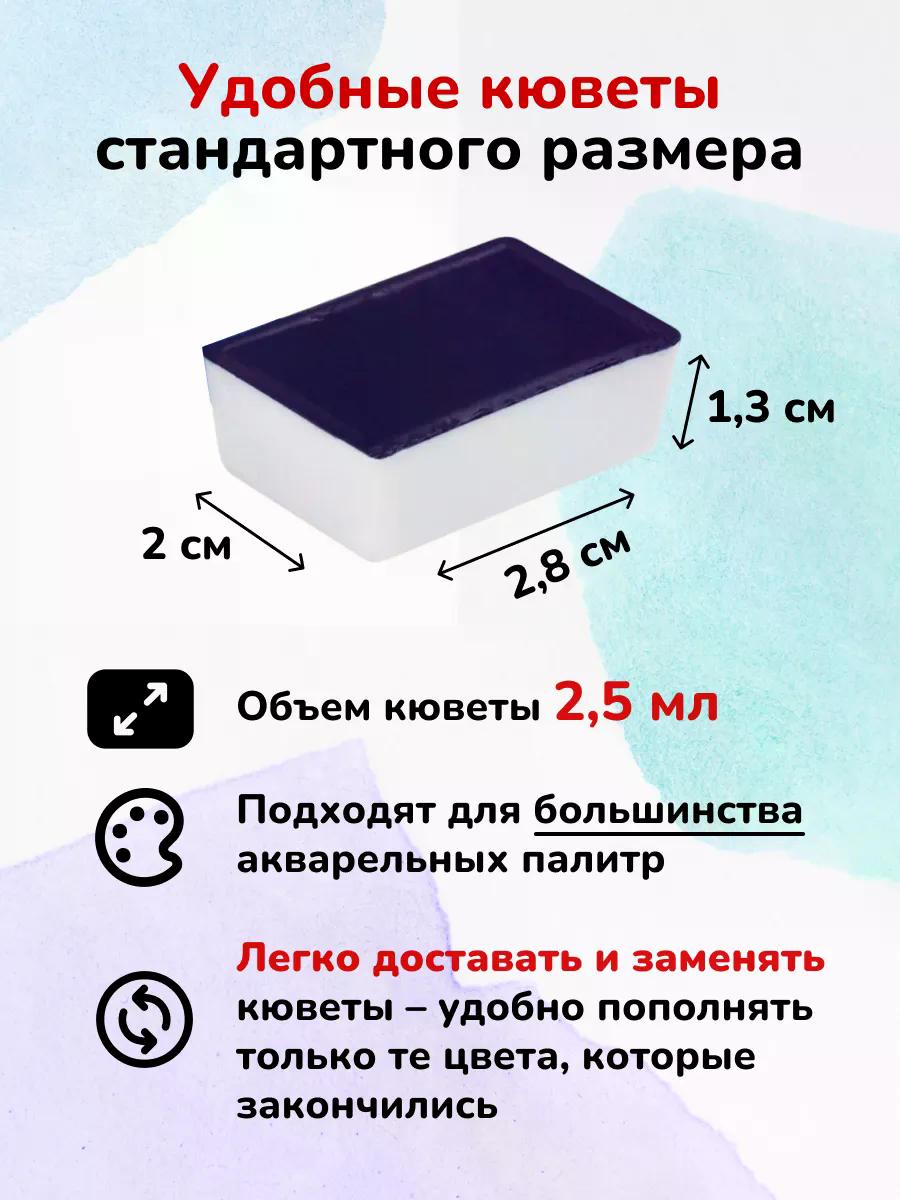 Удобные кюветы
стандартного размера
1,3 см
2 см
2,8 см
Объем кюветы 2,5 мл
Подходят для большинства
акварельных палитр
Легко доставать и заменять
кюветы – удобно пополнять
только те цвета, которые
закончились